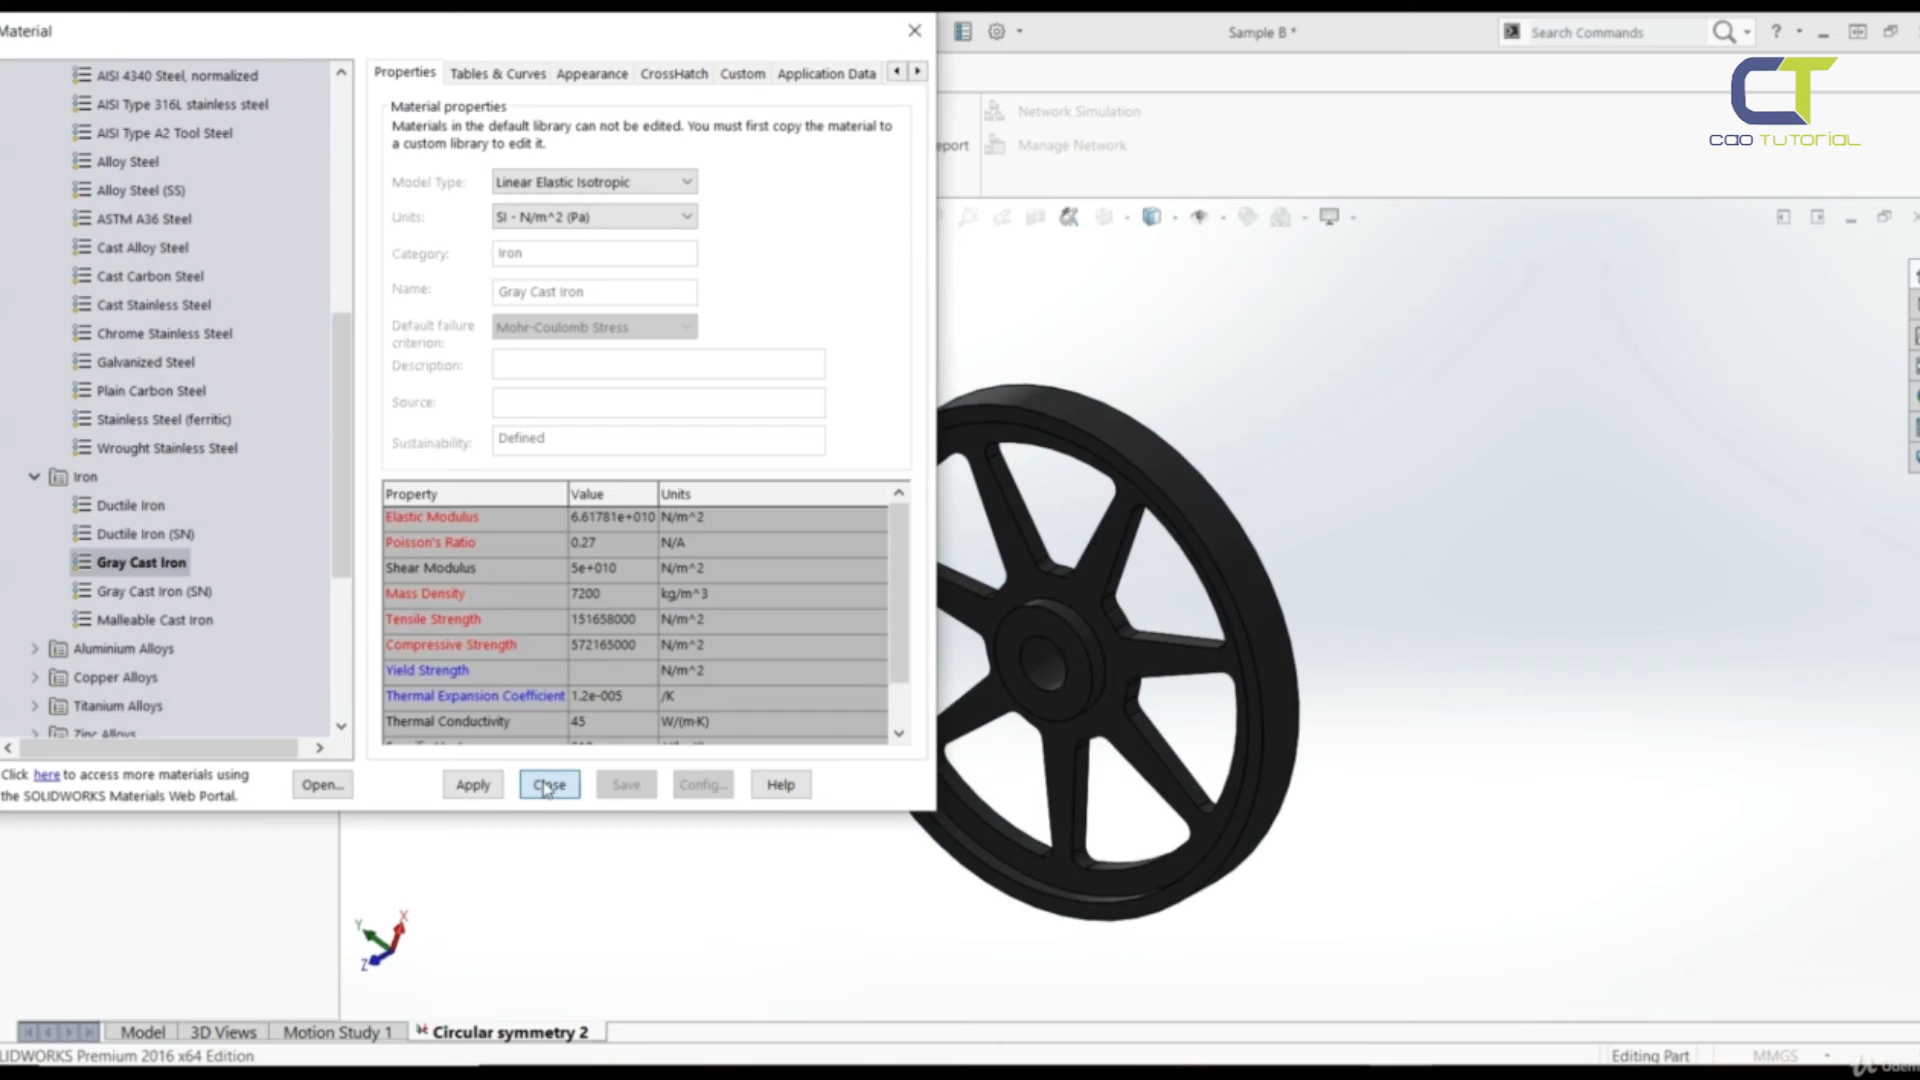 Material
AISI 4340 Steel, normalized
AISI Type 316L stainless steel
AISI Type A2 Tool Steel
Alloy Steel
Alloy Steel (SS)
ASTM A36 Steel
Cast Alloy Steel
Cast Carbon Steel
Cast Stainless Steel
Chrome Stainless Steel
Galvanized Steel
Plain Carbon Steel
Stainless Steel (ferritic)
Wrought Stainless Steel
Iron
Ductile Iron
Ductile Iron (SN)
Gray Cast Iron
Gray Cast Iron (SN)
Malleable Cast Iron
Aluminium Alloys
Copper Alloys
Titanium Alloys
Zinc Alloys
Click here to access more materials using
the SOLIDWORKS Materials Web Portal.
Open...
Properties Tables & Curves Appearance CrossHatch Custom Application Data
Material properties
Materials in the default library can not be edited. You must first copy the material to
a custom library to edit it.
Model Type: Linear Elastic Isotropic
Units: SI - N/m^2 (Pa)
Category: Iron
Name: Gray Cast Iron
Default failure criterion: Mohr-Coulomb Stress
Description:
Source:
Sustainability: Defined
Property Value Units
Elastic Modulus 6.61781e+010 N/m^2
Poisson's Ratio 0.27 N/A
Shear Modulus 5e+010 N/m^2
Mass Density 7200 kg/m^3
Tensile Strength 151658000 N/m^2
Compressive Strength 572165000 N/m^2
Yield Strength N/m^2
Thermal Expansion Coefficient 1.2e-005 /K
Thermal Conductivity 45 W/(m·K)
Apply Close Save Config... Help
Sample B *
Search Commands
?
eport
Network Simulation
Manage Network
CT
CAO TUTORIAL
Y X
Z
Model 3D Views Motion Study 1 Circular symmetry 2
LIDWORKS Premium 2016 x64 Edition
Editing Part MMGS